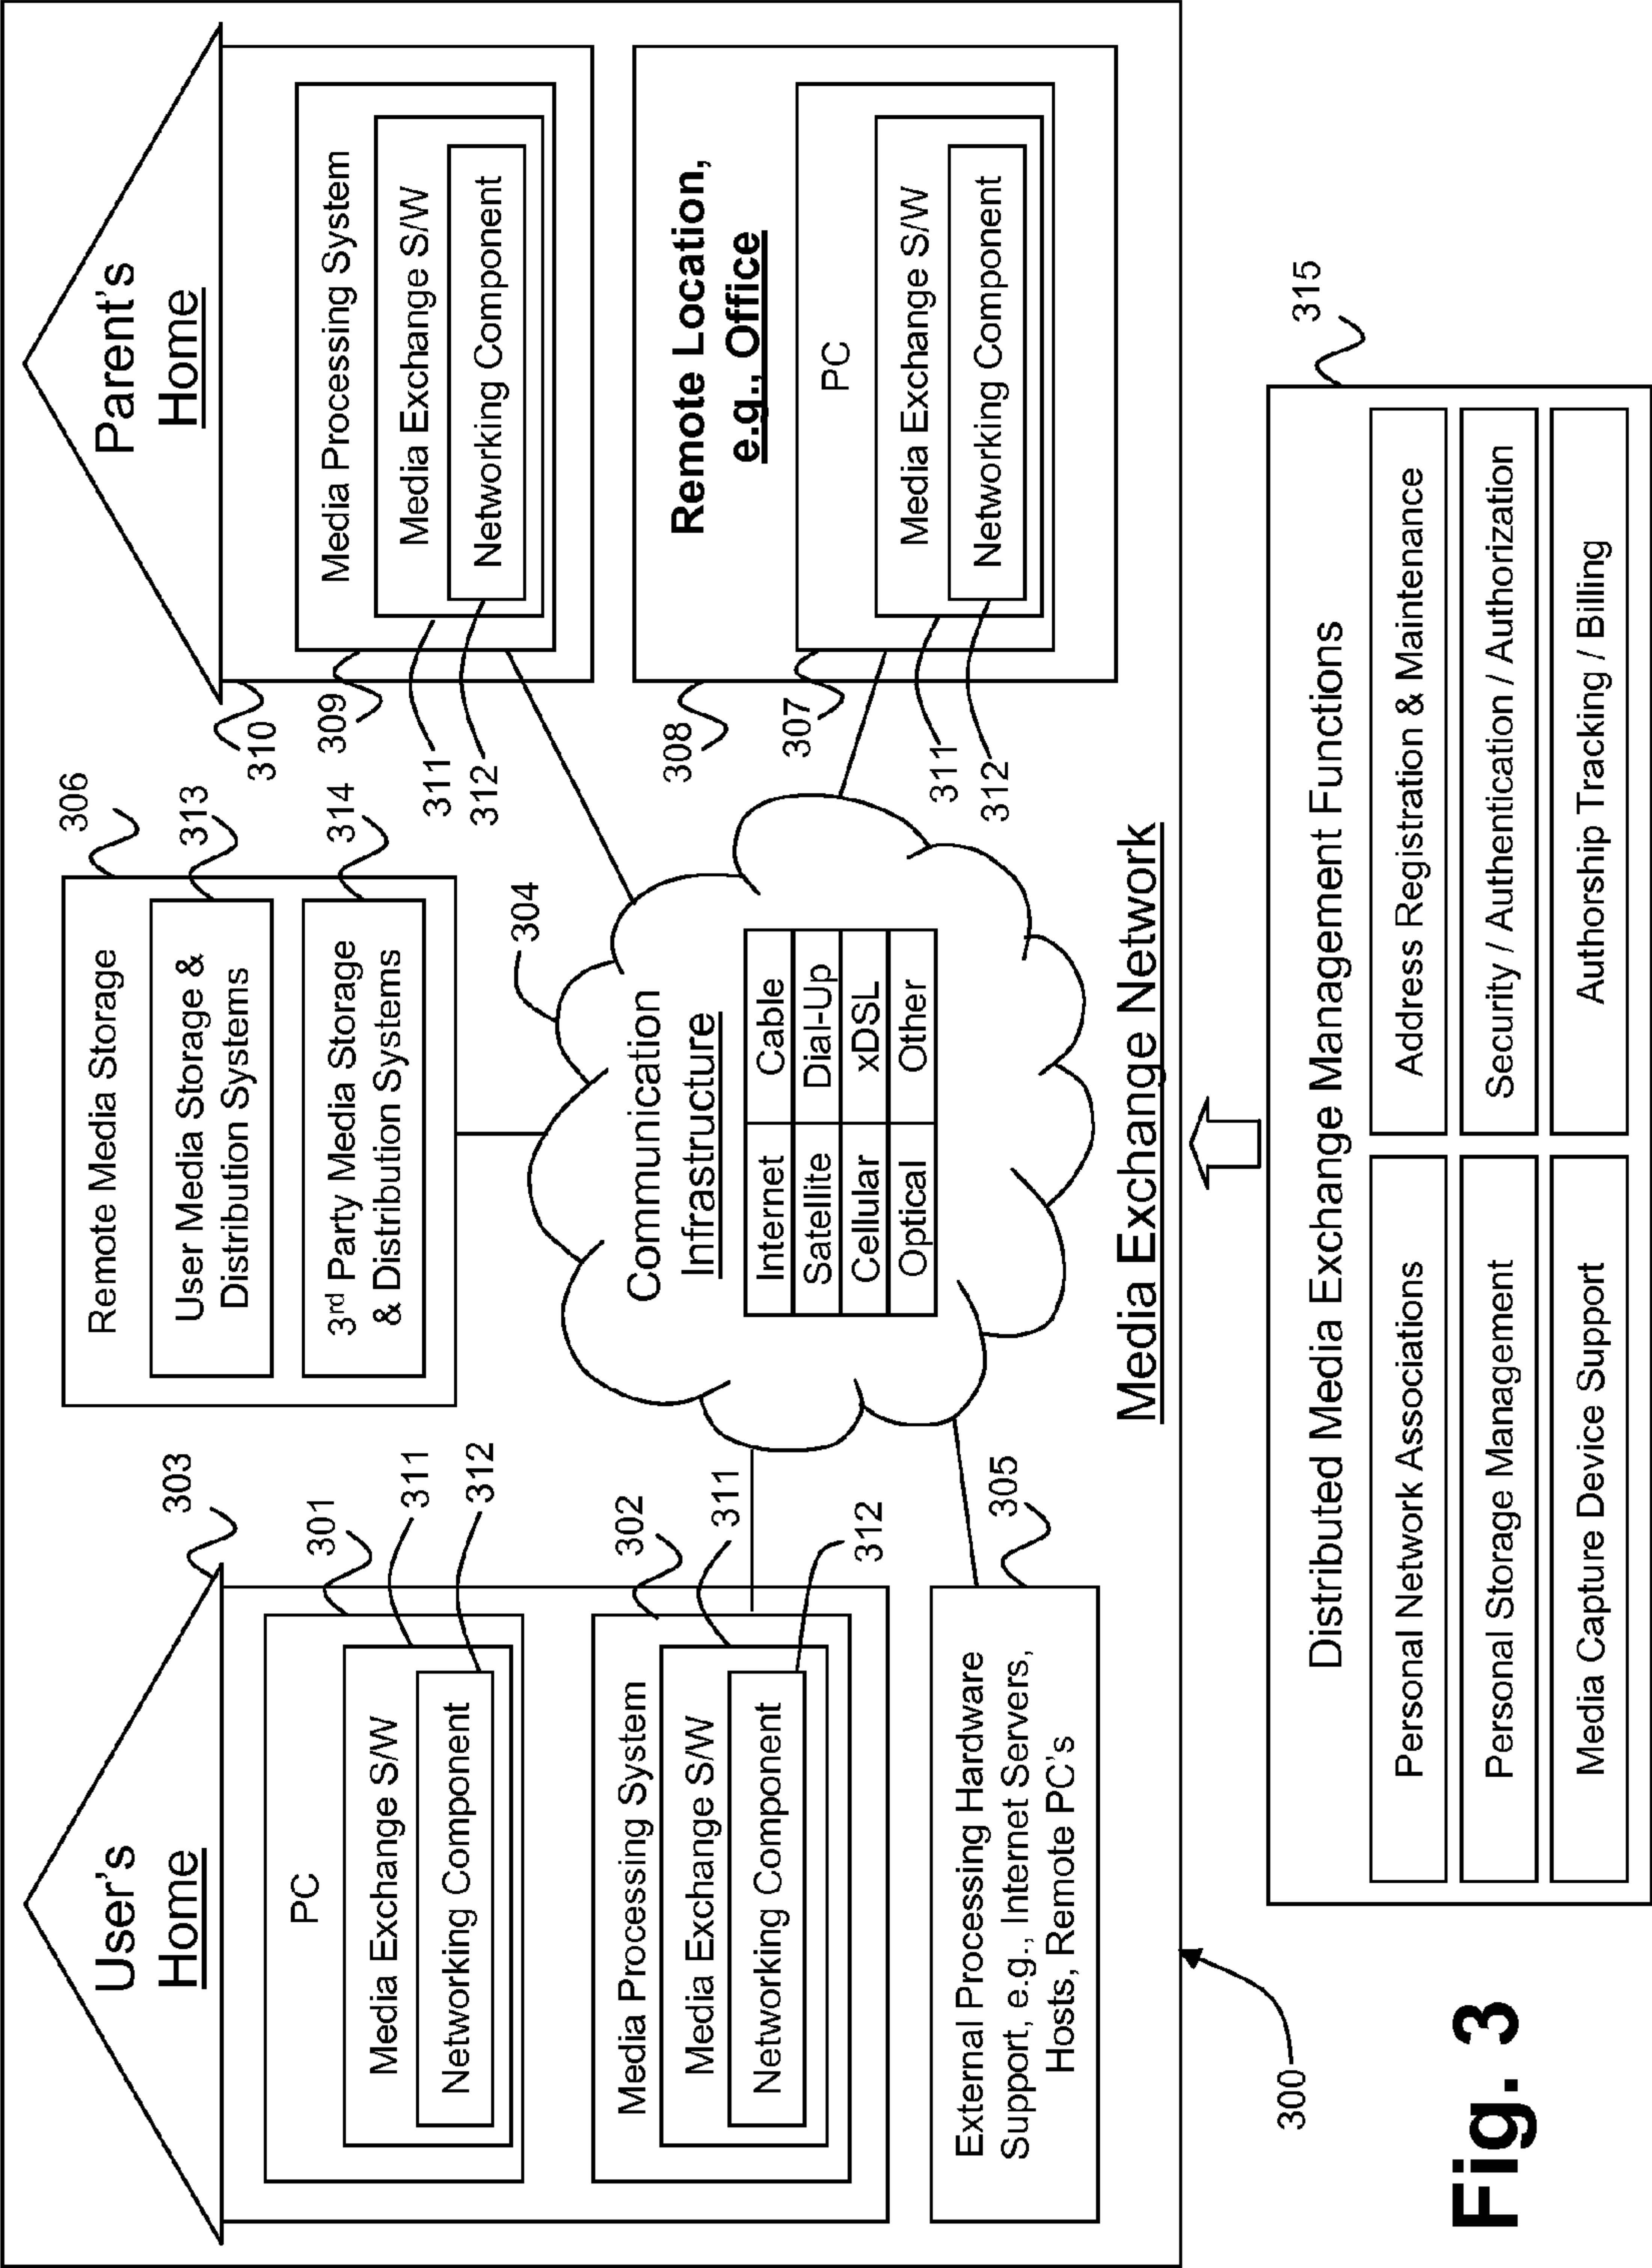 User's
Home
303
PC
301
Media Exchange S/W
311
Networking Component
312
Media Processing System
302
Media Exchange S/W
311
Networking Component
312
External Processing Hardware
Support, e.g., Internet Servers,
Hosts, Remote PC's
305
306
Remote Media Storage
313
User Media Storage &
Distribution Systems
314
3rd Party Media Storage
& Distribution Systems
304
Communication
Infrastructure
Internet Cable
Satellite Dial-Up
Cellular xDSL
Optical Other
Parent's
Home
310
Media Processing System
309
Media Exchange S/W
311
Networking Component
312
Remote Location,
e.g., Office
308
PC
307
Media Exchange S/W
311
Networking Component
312
Media Exchange Network
300
315
Distributed Media Exchange Management Functions
Personal Network Associations
Address Registration & Maintenance
Personal Storage Management
Security / Authentication / Authorization
Media Capture Device Support
Authorship Tracking / Billing
Fig. 3